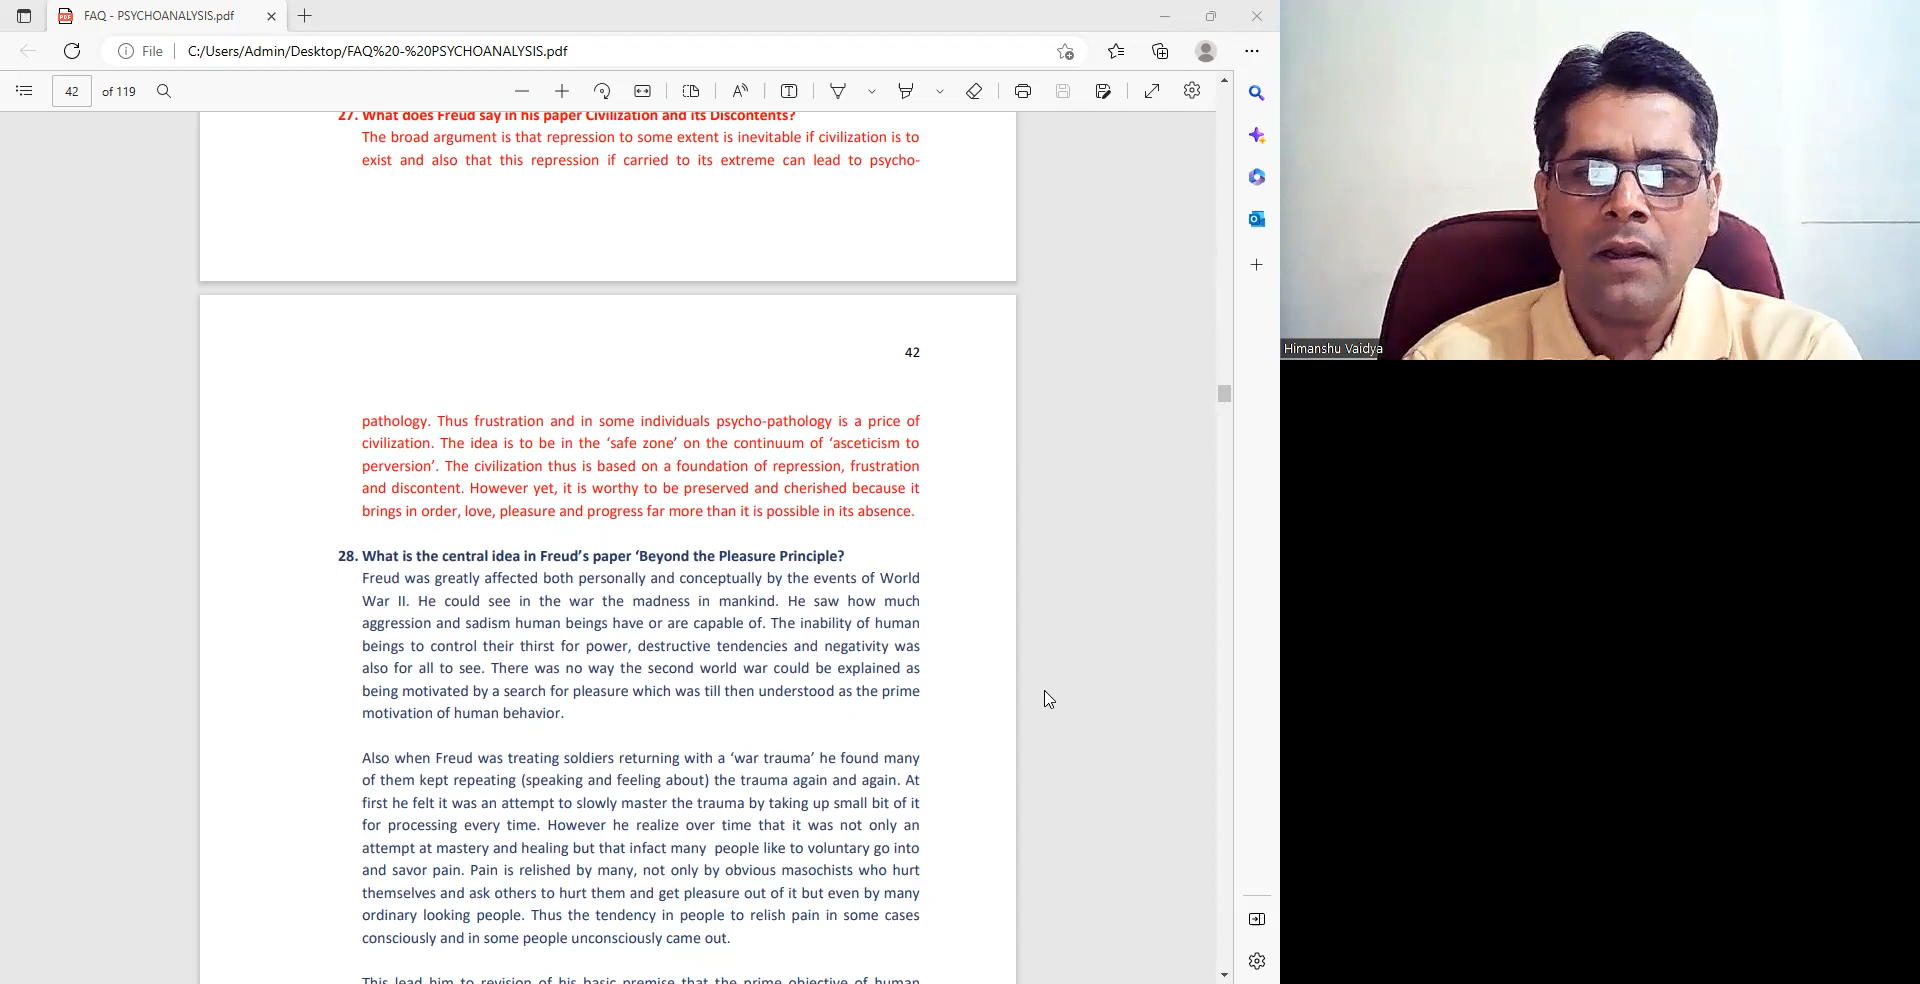 FAQ - PSYCHOANALYSIS.pdf
File
C:/Users/Admin/Desktop/FAQ%20-%20PSYCHOANALYSIS.pdf
42 of 119
27. What does Freud say in his paper Civilization and its Discontents?
The broad argument is that repression to some extent is inevitable if civilization is to
exist and also that this repression if carried to its extreme can lead to psycho-
42
pathology. Thus frustration and in some individuals psycho-pathology is a price of
civilization. The idea is to be in the ‘safe zone’ on the continuum of ‘asceticism to
perversion’. The civilization thus is based on a foundation of repression, frustration
and discontent. However yet, it is worthy to be preserved and cherished because it
brings in order, love, pleasure and progress far more than it is possible in its absence.
28. What is the central idea in Freud’s paper ‘Beyond the Pleasure Principle?
Freud was greatly affected both personally and conceptually by the events of World
War II. He could see in the war the madness in mankind. He saw how much
aggression and sadism human beings have or are capable of. The inability of human
beings to control their thirst for power, destructive tendencies and negativity was
also for all to see. There was no way the second world war could be explained as
being motivated by a search for pleasure which was till then understood as the prime
motivation of human behavior.
Also when Freud was treating soldiers returning with a ‘war trauma’ he found many
of them kept repeating (speaking and feeling about) the trauma again and again. At
first he felt it was an attempt to slowly master the trauma by taking up small bit of it
for processing every time. However he realize over time that it was not only an
attempt at mastery and healing but that infact many people like to voluntary go into
and savor pain. Pain is relished by many, not only by obvious masochists who hurt
themselves and ask others to hurt them and get pleasure out of it but even by many
ordinary looking people. Thus the tendency in people to relish pain in some cases
consciously and in some people unconsciously came out.
This lead him to revision of his basic premise that the prime objective of human
Himanshu Vaidya